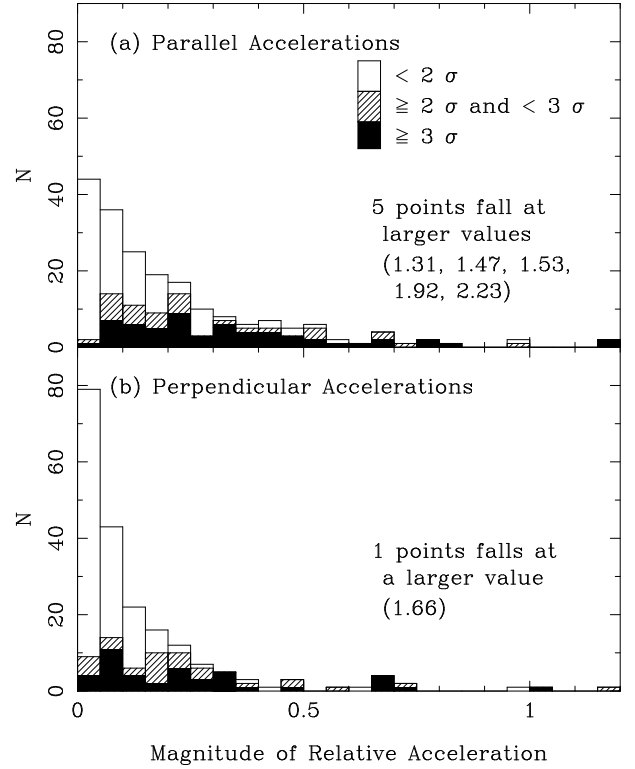 (a) Parallel Accelerations
< 2 σ
≧ 2 σ and < 3 σ
≧ 3 σ
5 points fall at
larger values
(1.31, 1.47, 1.53,
1.92, 2.23)
80
60
40
20
0
N
(b) Perpendicular Accelerations
1 points falls at
a larger value
(1.66)
80
60
40
20
0
N
0
0.5
1
Magnitude of Relative Acceleration